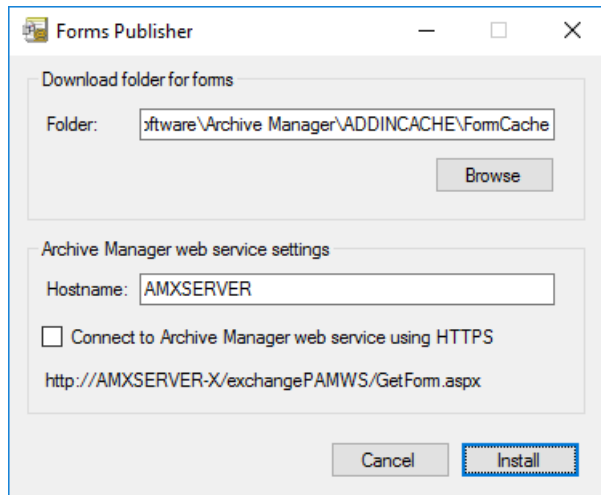 Forms Publisher
Download folder for forms
Folder: oftware\Archive Manager\ADDINCACHE\FormCache
Browse
Archive Manager web service settings
Hostname: AMXSERVER
Connect to Archive Manager web service using HTTPS
http://AMXSERVER-X/exchangePAMWS/GetForm.aspx
Cancel Install